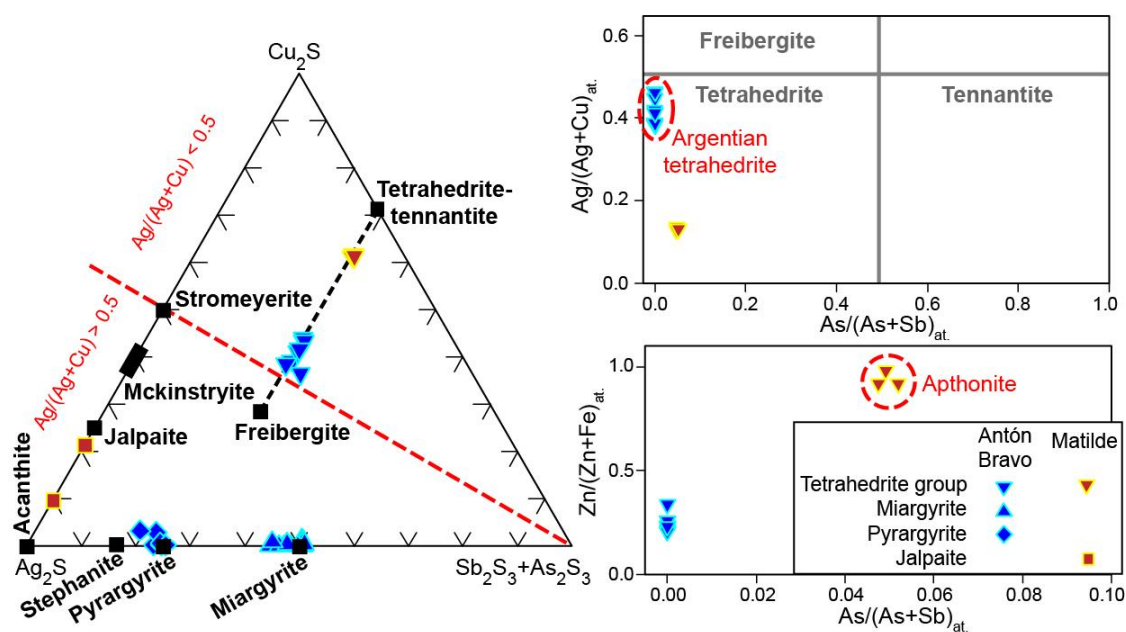 Cu2S
Ag/(Ag+Cu) < 0.5
Ag/(Ag+Cu) > 0.5
Tetrahedrite-
tennantite
Stromeyerite
Mckinstryite
Freibergite
Jalpaite
Acanthite
Ag2S
Stephanite
Pyrargyrite
Miargyrite
Sb2S3+As2S3
Ag/(Ag+Cu)at.
0.6
0.4
0.2
0.0
Freibergite
Tetrahedrite
Tennantite
Argentian
tetrahedrite
0.0 0.2 0.4 0.6 0.8 1.0
As/(As+Sb)at.
Zn/(Zn+Fe)at.
1.0
0.5
0.0
Apthonite
Antón
Bravo
Matilde
Tetrahedrite group
Miargyrite
Pyrargyrite
Jalpaite
0.00 0.02 0.04 0.06 0.08 0.10
As/(As+Sb)at.